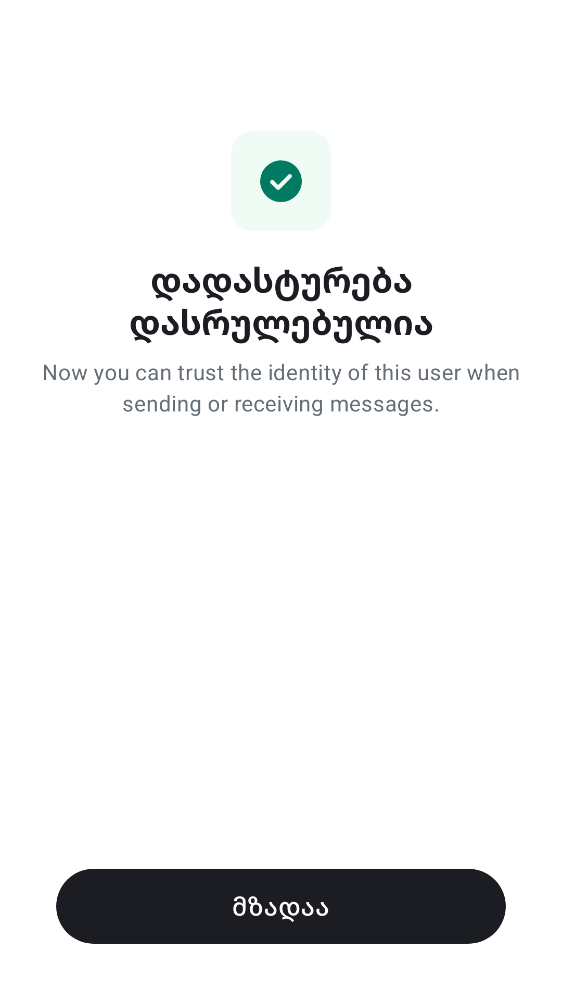 დადასტურება
დასრულებულია
Now you can trust the identity of this user when
sending or receiving messages.
მზადაა